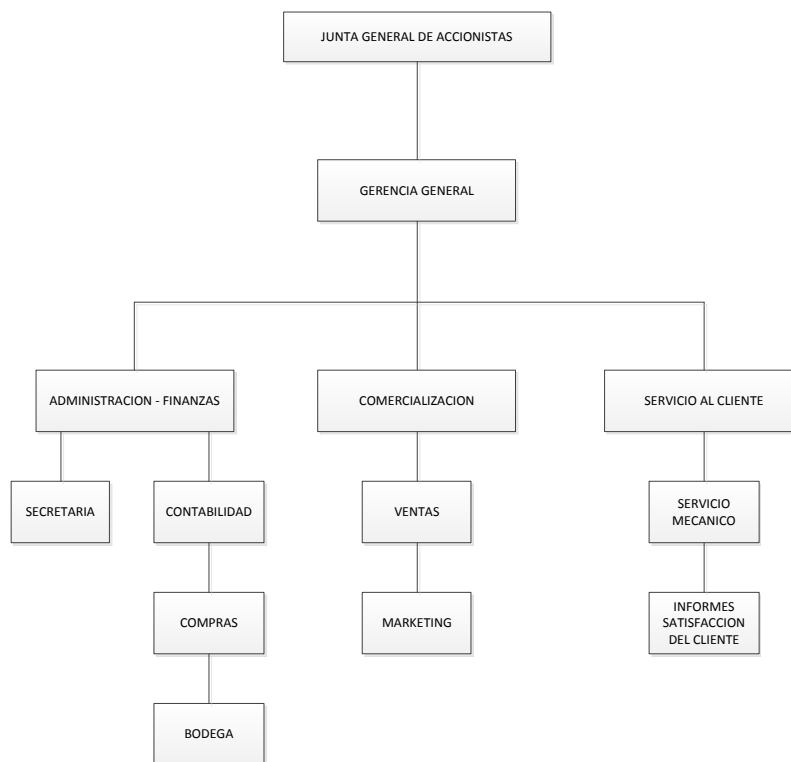 JUNTA GENERAL DE ACCIONISTAS
GERENCIA GENERAL
ADMINISTRACION - FINANZAS
COMERCIALIZACION
SERVICIO AL CLIENTE
SECRETARIA
CONTABILIDAD
VENTAS
SERVICIO
MECANICO
COMPRAS
MARKETING
INFORMES
SATISFACCION
DEL CLIENTE
BODEGA